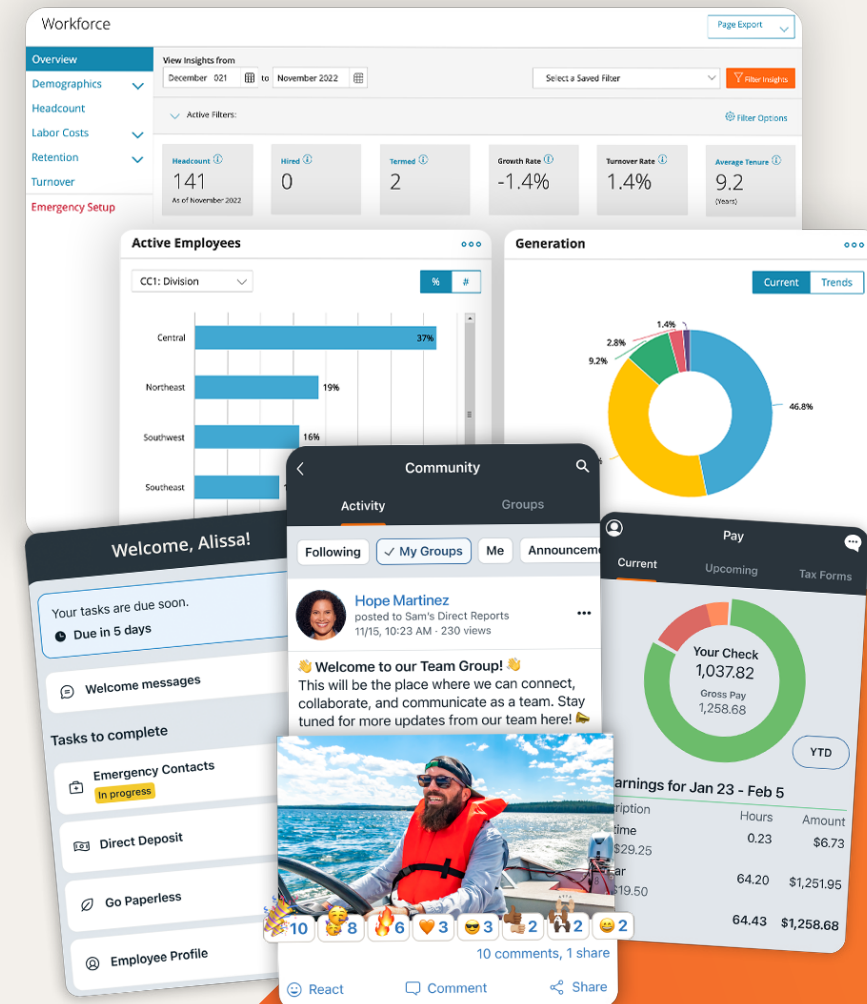 Workforce
Page Export
Overview
Demographics
Headcount
Labor Costs
Retention
Turnover
Emergency Setup
View Insights from
December 021 to November 2022
Select a Saved Filter
Filter Insights
Active Filters:
Filter Options
Headcount
141
As of November 2022
Hired
0
Termed
2
Growth Rate
-1.4%
Turnover Rate
1.4%
Average Tenure
9.2
(Years)
Active Employees
CC1: Division
% #
Central 37%
Northeast 19%
Southwest 16%
Southeast
Generation
Current Trends
1.4%
2.8%
9.2%
46.8%
Welcome, Alissa!
Your tasks are due soon.
Due in 5 days
Welcome messages
Tasks to complete
Emergency Contacts
In progress
Direct Deposit
Go Paperless
Employee Profile
Community
Activity Groups
Following My Groups Me Announcem
Hope Martinez
posted to Sam's Direct Reports
11/15, 10:23 AM · 230 views
👋 Welcome to our Team Group! 👋
This will be the place where we can connect,
collaborate, and communicate as a team. Stay
tuned for more updates from our team here! 📣
10 8 6 3 3 2 2 2
10 comments, 1 share
React Comment Share
Pay
Current Upcoming Tax Forms
Your Check
1,037.82
Gross Pay
1,258.68
YTD
arnings for Jan 23 - Feb 5
ription Hours Amount
time 0.23 $6.73
$29.25
ar 64.20 $1,251.95
$19.50
64.43 $1,258.68